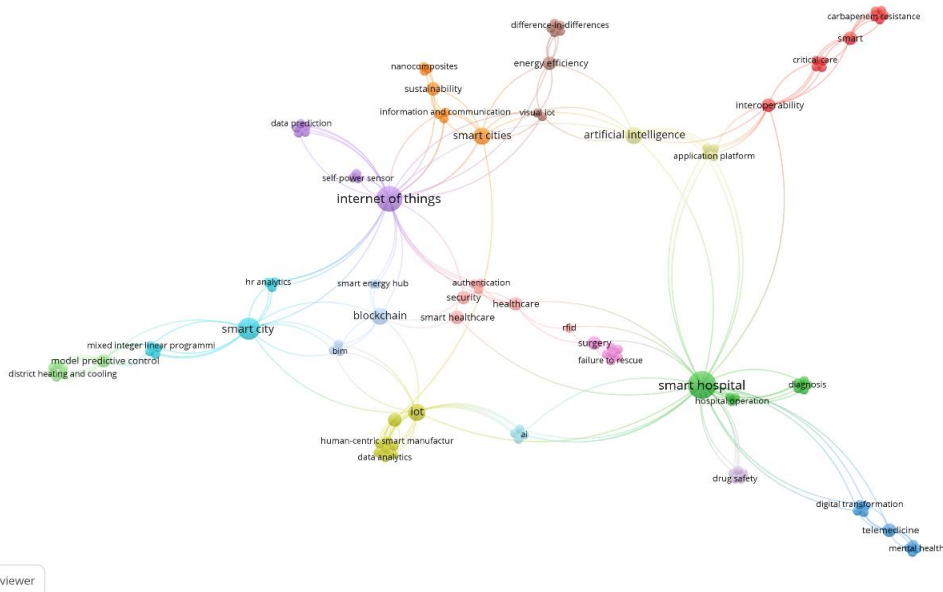 carbapenem resistance
difference-in-differences
smart
critical care
energy efficiency
nanocomposites
sustainability
interoperability
information and communication
visual iot
data prediction
smart cities
artificial intelligence
application platform
self-power sensor
internet of things
hr analytics
smart energy hub
authentication
security
healthcare
blockchain
smart healthcare
smart city
rfid
mixed integer linear programmi
surgery
bim
model predictive control
failure to rescue
district heating and cooling
smart hospital
diagnosis
hospital operation
iot
ai
human-centric smart manufactur
data analytics
drug safety
digital transformation
telemedicine
mental health
viewer